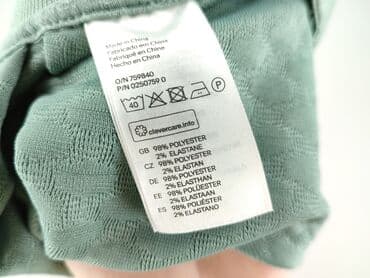 Made in China
Fabricado em China
Fabriqué en Chine
Hecho en China
O/N 759840
P/N 0250759 0
40 P
clevercare.info
GB 98% POLYESTER
2% ELASTANE
CZ 98% POLYESTER
2% ELASTAN
DE 98% POLYESTER
2% ELASTHAN
EE 98% POLÜESTER
2% ELASTAAN
ES 98% POLIÉSTER
2% ELASTANO